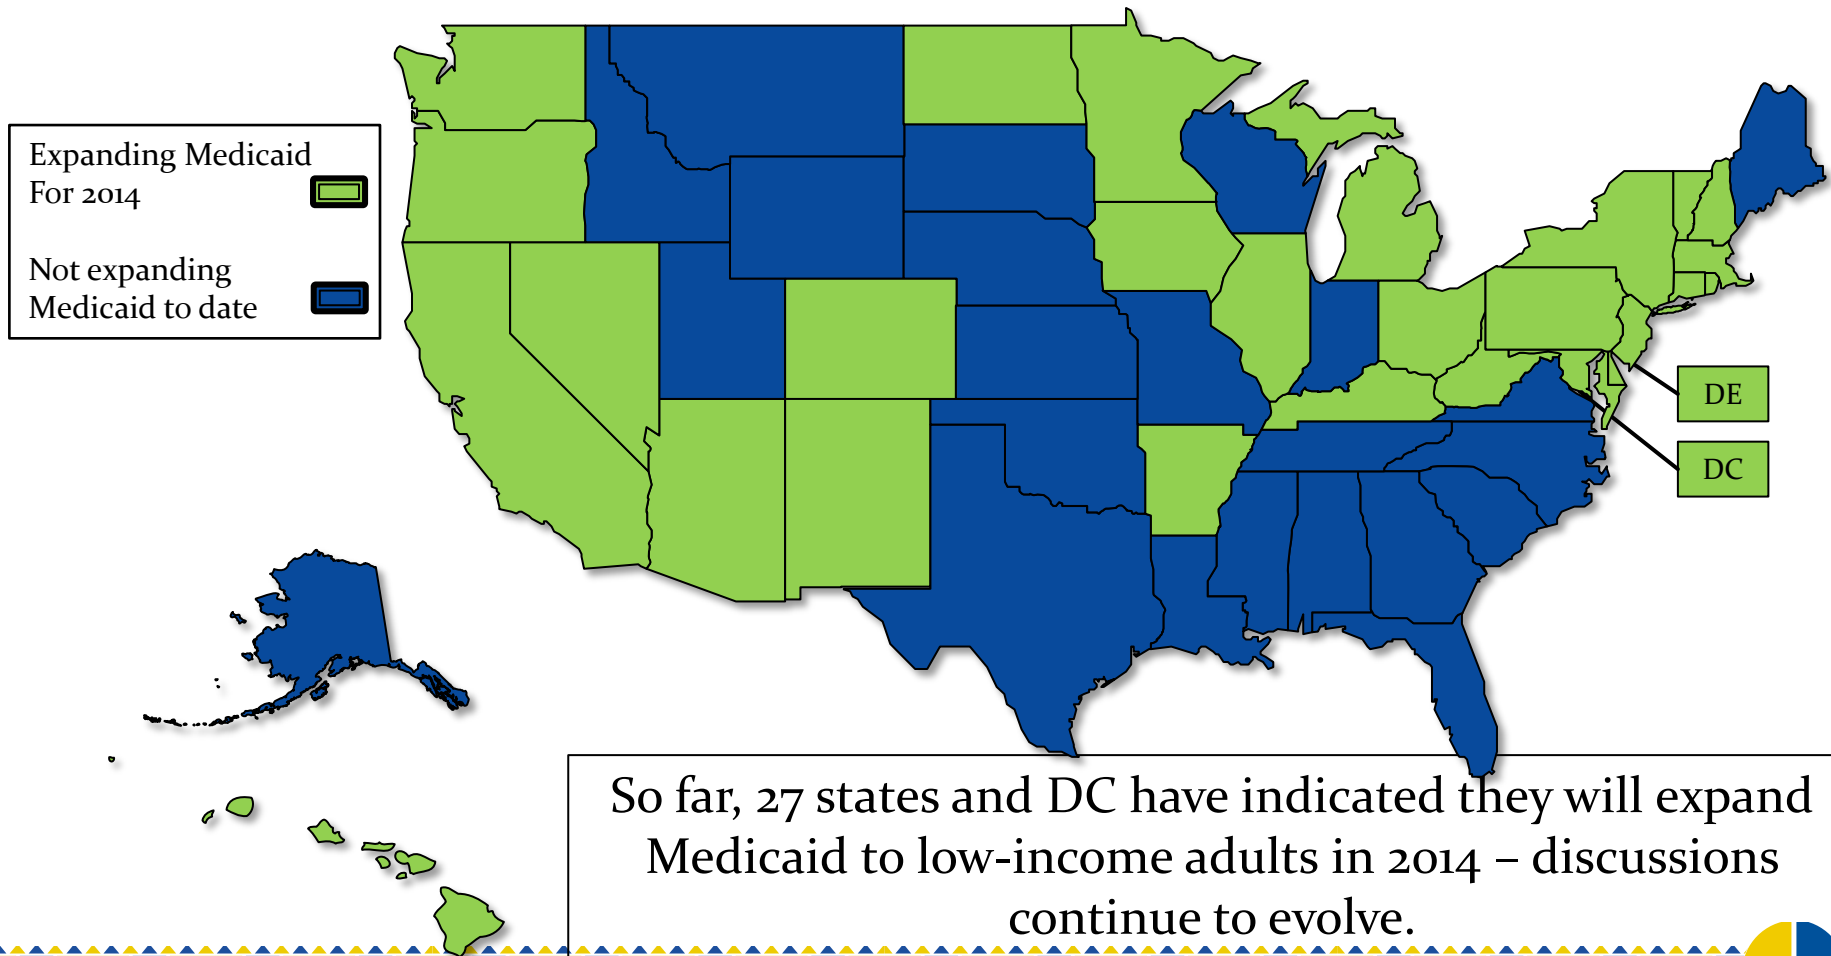 Expanding Medicaid
For 2014
Not expanding
Medicaid to date
DE
DC
So far, 27 states and DC have indicated they will expand
Medicaid to low-income adults in 2014 – discussions
continue to evolve.